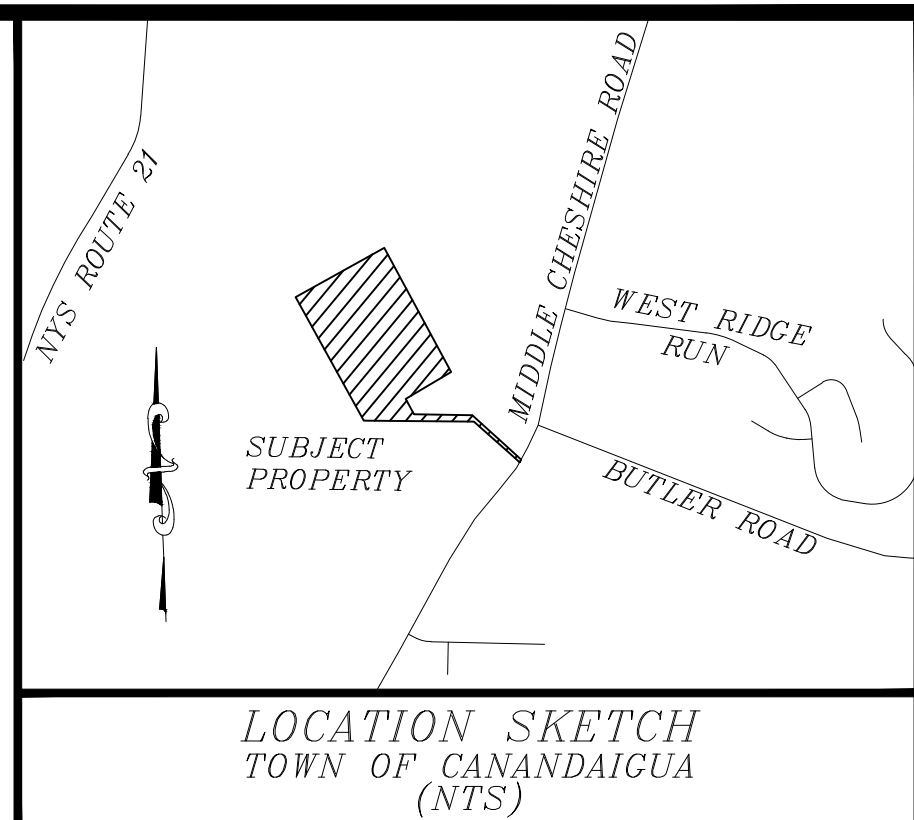 NYS ROUTE 21
MIDDLE CHESHIRE ROAD
WEST RIDGE
RUN
SUBJECT
PROPERTY
BUTLER ROAD
LOCATION SKETCH
TOWN OF CANANDAIGUA
(NTS)